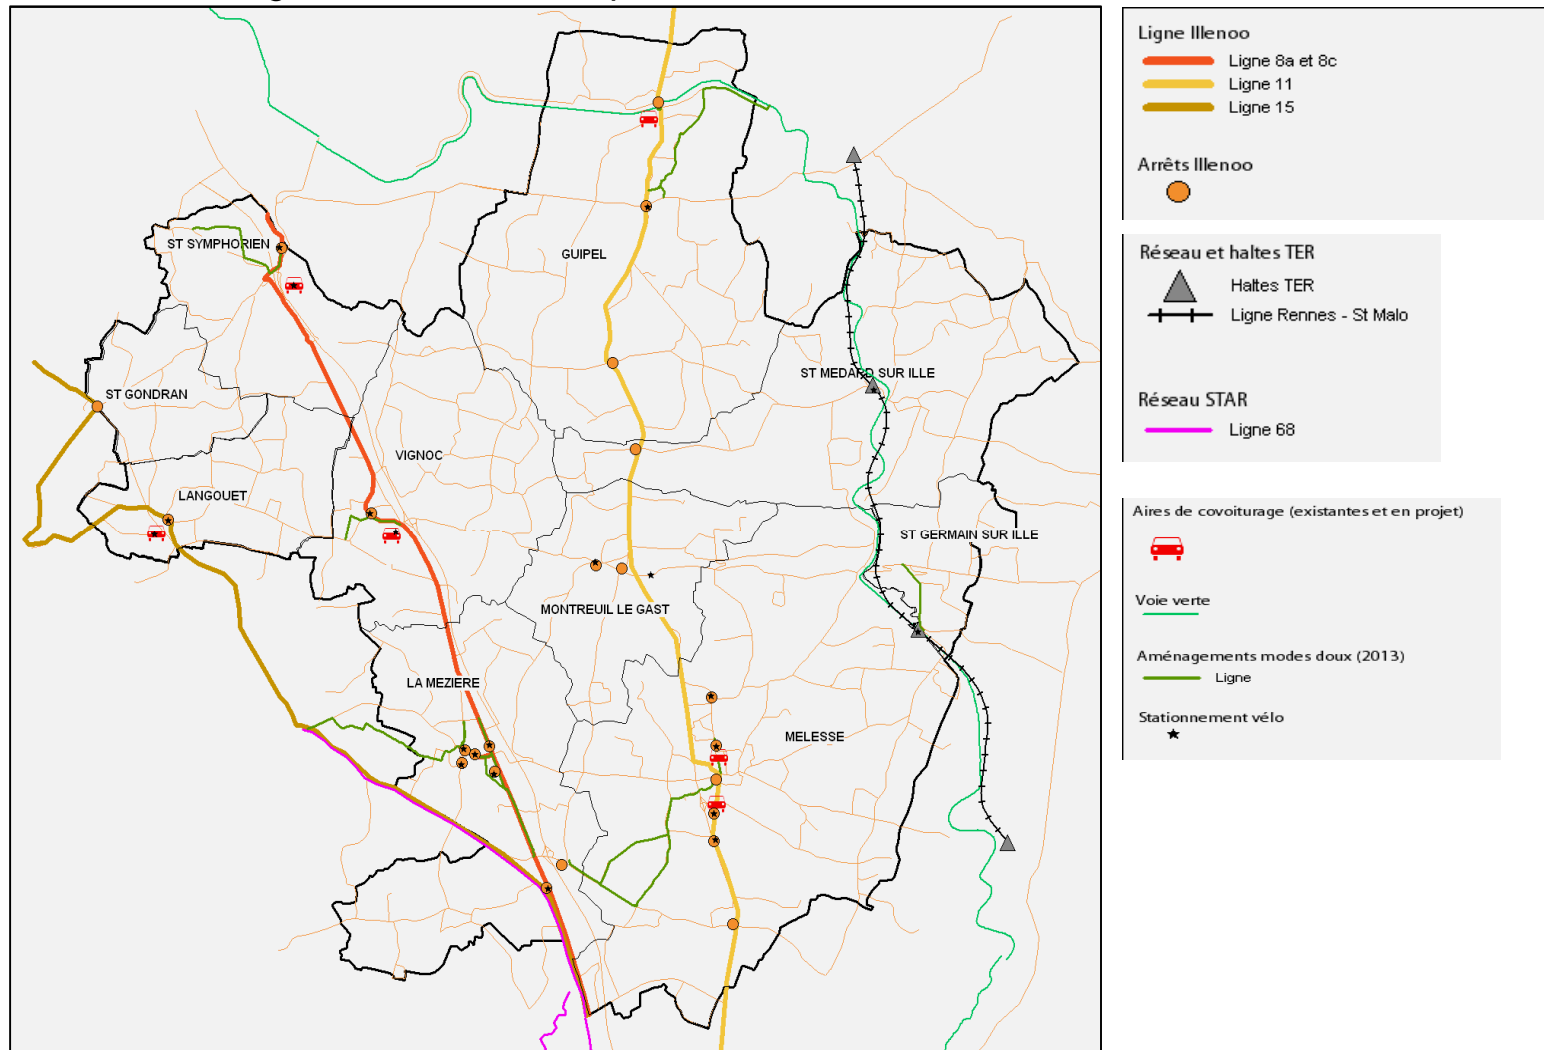 Ligne Illenoo
Ligne 8a et 8c
Ligne 11
Ligne 15
Arrêts Illenoo
Réseau et haltes TER
Haltes TER
Ligne Rennes - St Malo
Réseau STAR
Ligne 68
Aires de covoiturage (existantes et en projet)
Voie verte
Aménagements modes doux (2013)
Ligne
Stationnement vélo
ST SYMPHORIEN
GUIPEL
ST MEDARD SUR ILLE
ST GONDRAN
VIGNOC
LANGOUET
ST GERMAIN SUR ILLE
MONTREUIL LE GAST
LA MEZIERE
MELESSE